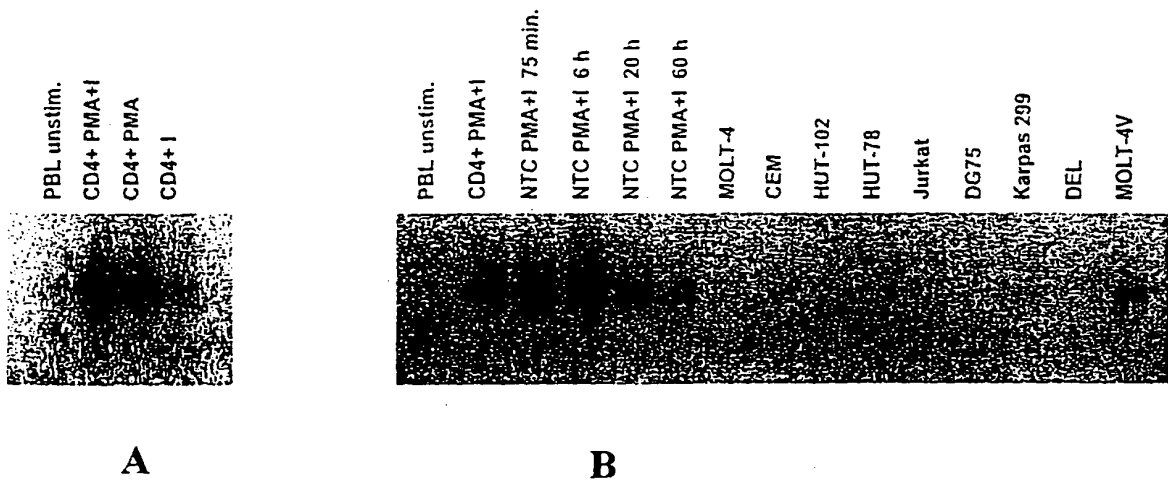 PBL unstim.
CD4+ PMA+I
CD4+ PMA
CD4+ I
PBL unstim.
CD4+ PMA+I
NTC PMA+I 75 min.
NTC PMA+I 6 h
NTC PMA+I 20 h
NTC PMA+I 60 h
MOLT-4
CEM
HUT-102
HUT-78
Jurkat
DG75
Karpas 299
DEL
MOLT-4V
A
B